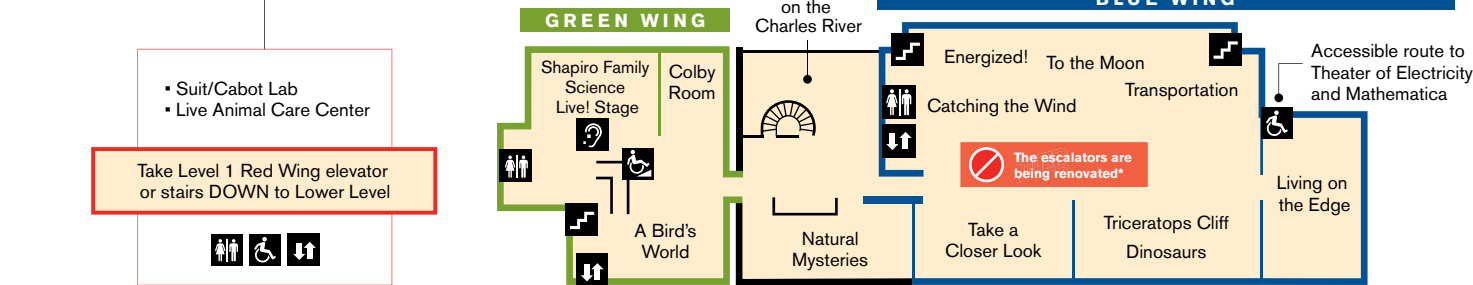 ▪ Suit/Cabot Lab
▪ Live Animal Care Center
Take Level 1 Red Wing elevator
or stairs DOWN to Lower Level
GREEN WING
Shapiro Family
Science
Live! Stage
Colby
Room
A Bird's
World
on the
Charles River
Natural
Mysteries
BLUE WING
Energized!
To the Moon
Transportation
Catching the Wind
The escalators are
being renovated*
Take a
Closer Look
Triceratops Cliff
Dinosaurs
Living on
the Edge
Accessible route to
Theater of Electricity
and Mathematica